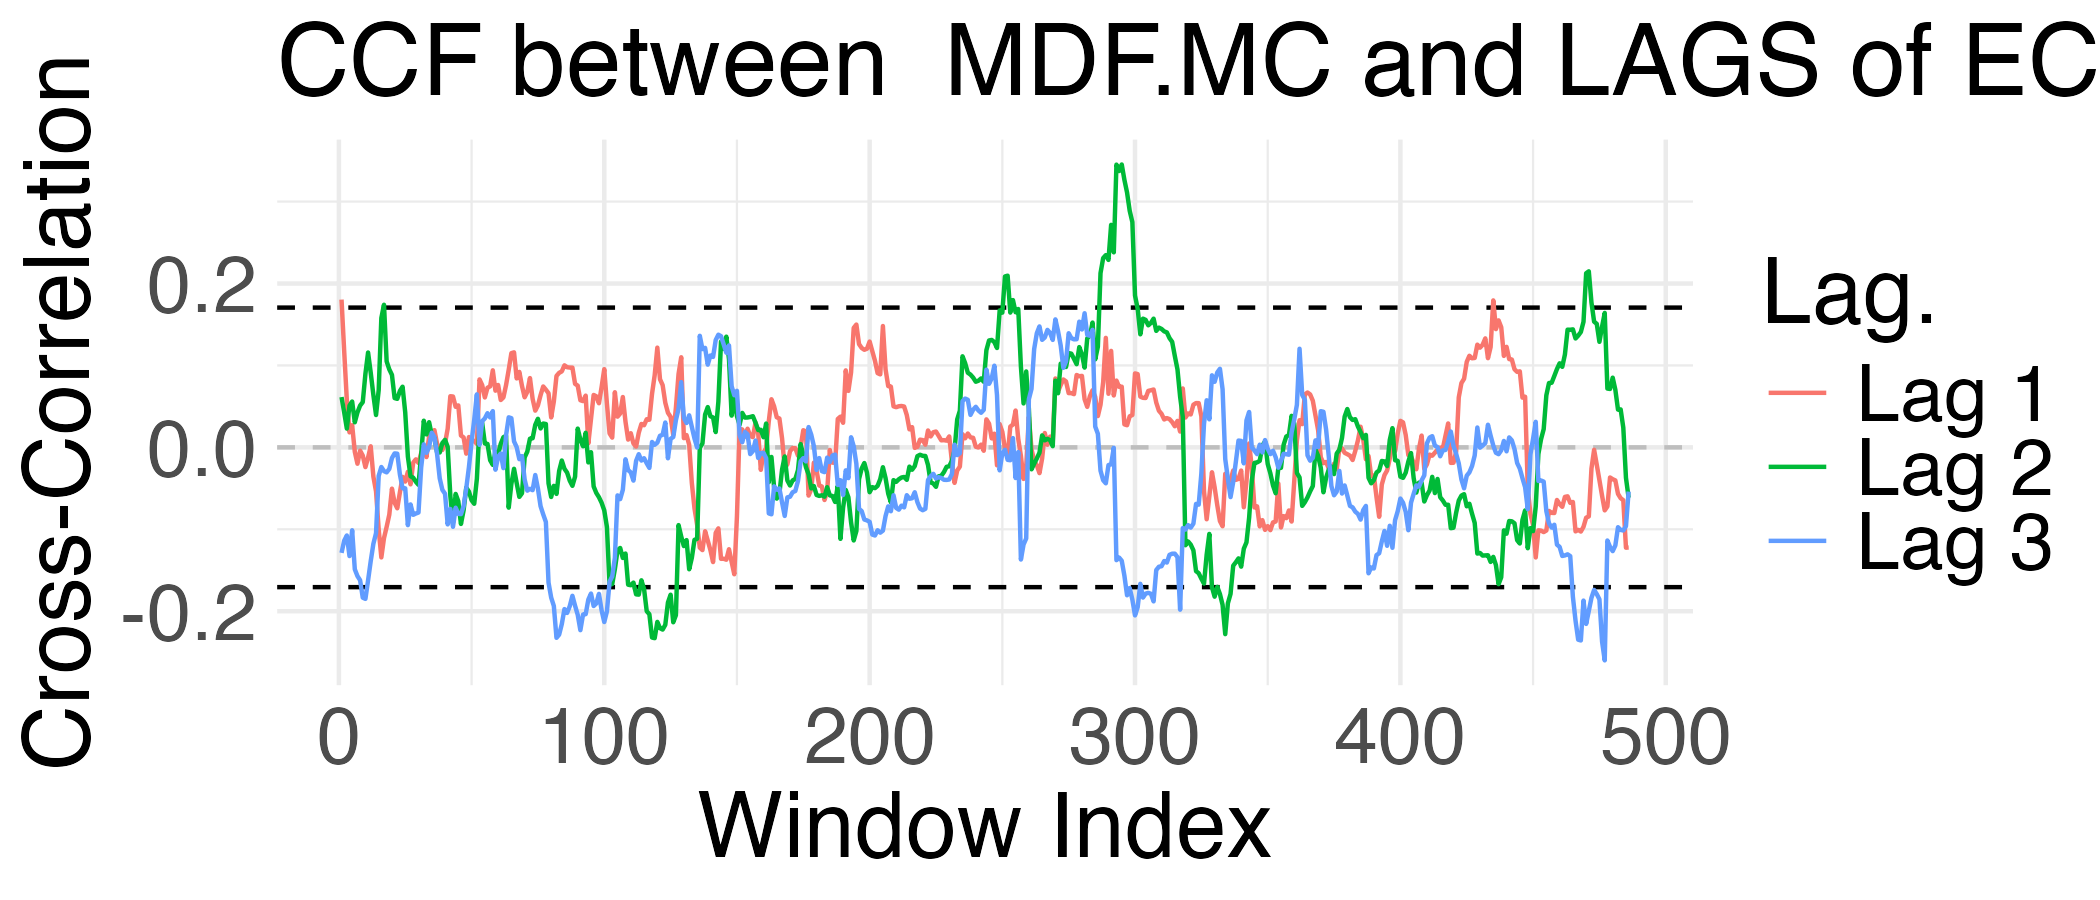 CCF between  MDF.MC and LAGS of EC
Cross-Correlation
0.2
0.0
-0.2
0 100 200 300 400 500
Window Index
Lag.
Lag 1
Lag 2
Lag 3